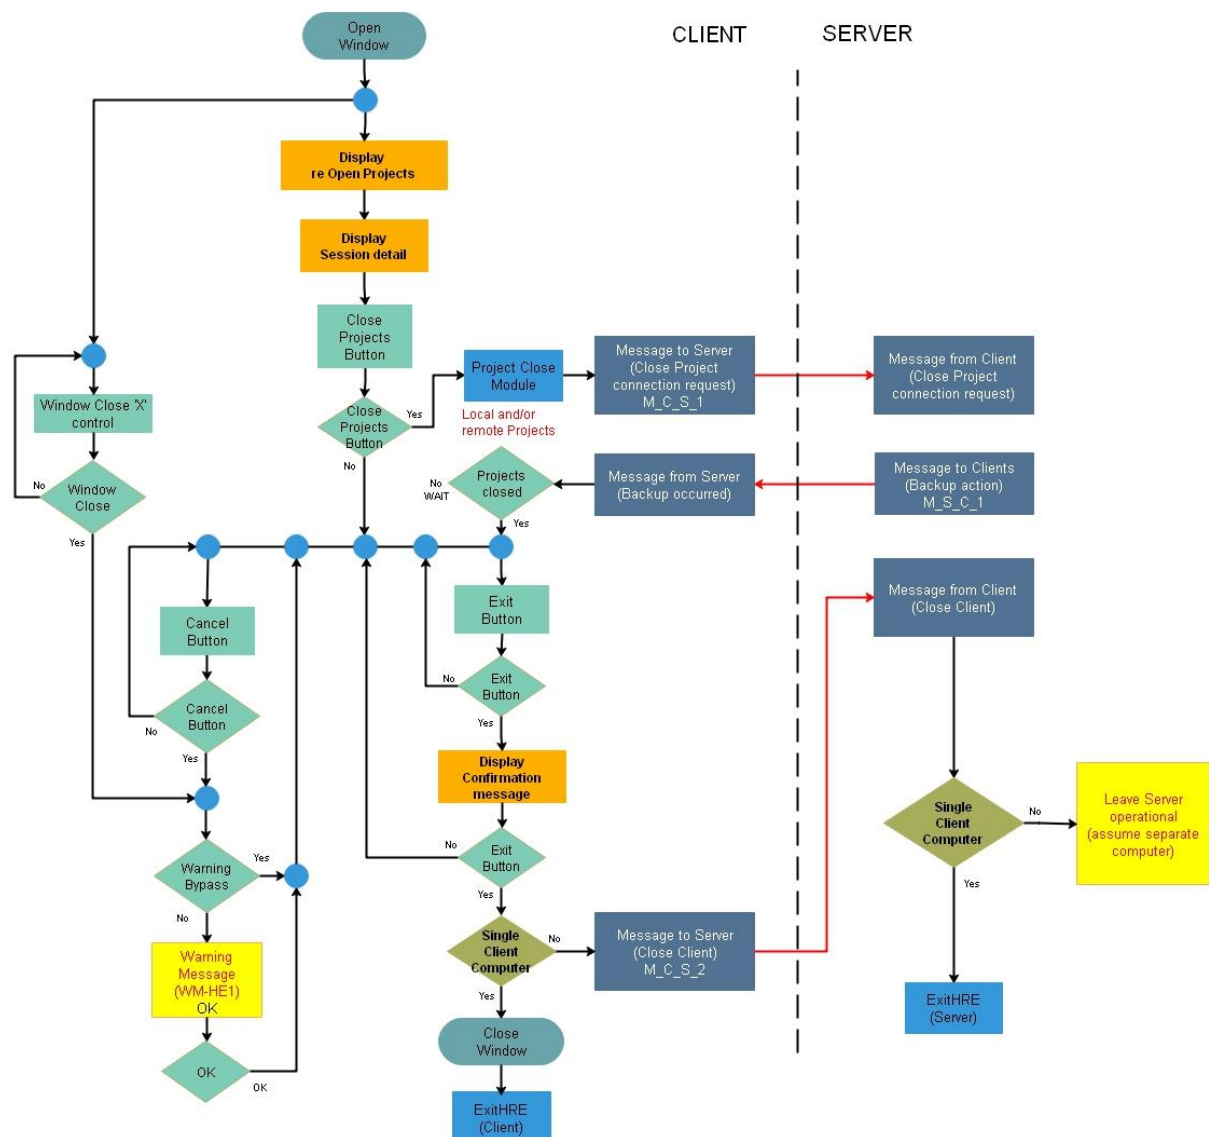 Open
Window
CLIENT
SERVER
Display
re Open Projects
Display
Session detail
Close
Projects
Button
Project Close
Module
Message to Server
(Close Project
connection request)
M_C_S_1
Message from Client
(Close Project
connection request)
Window Close 'X'
control
Close
Projects
Button
Yes
Local and/or
remote Projects
No
No
Window
Close
Yes
No
WAIT
Projects
closed
Yes
Message from Server
(Backup occurred)
Message to Clients
(Backup action)
M_S_C_1
Message from Client
(Close Client)
Cancel
Button
Exit
Button
Cancel
Button
No
Yes
No
Exit
Button
Yes
Display
Confirmation
message
Single
Client
Computer
No
Yes
Leave Server
operational
(assume separate
computer)
No
Exit
Button
Yes
Warning
Bypass
Yes
No
Single
Client
Computer
No
Yes
Message to Server
(Close Client)
M_C_S_2
Warning
Message
(WM-HE1)
OK
ExitHRE
(Server)
Close
Window
OK
OK
ExitHRE
(Client)